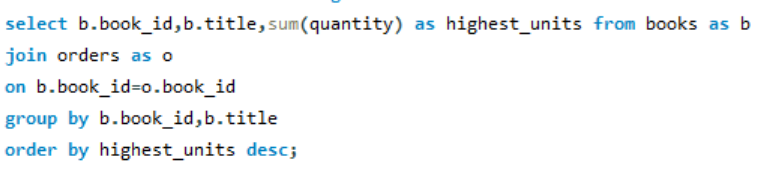 select b.book_id,b.title,sum(quantity) as highest_units from books as b
join orders as o
on b.book_id=o.book_id
group by b.book_id,b.title
order by highest_units desc;